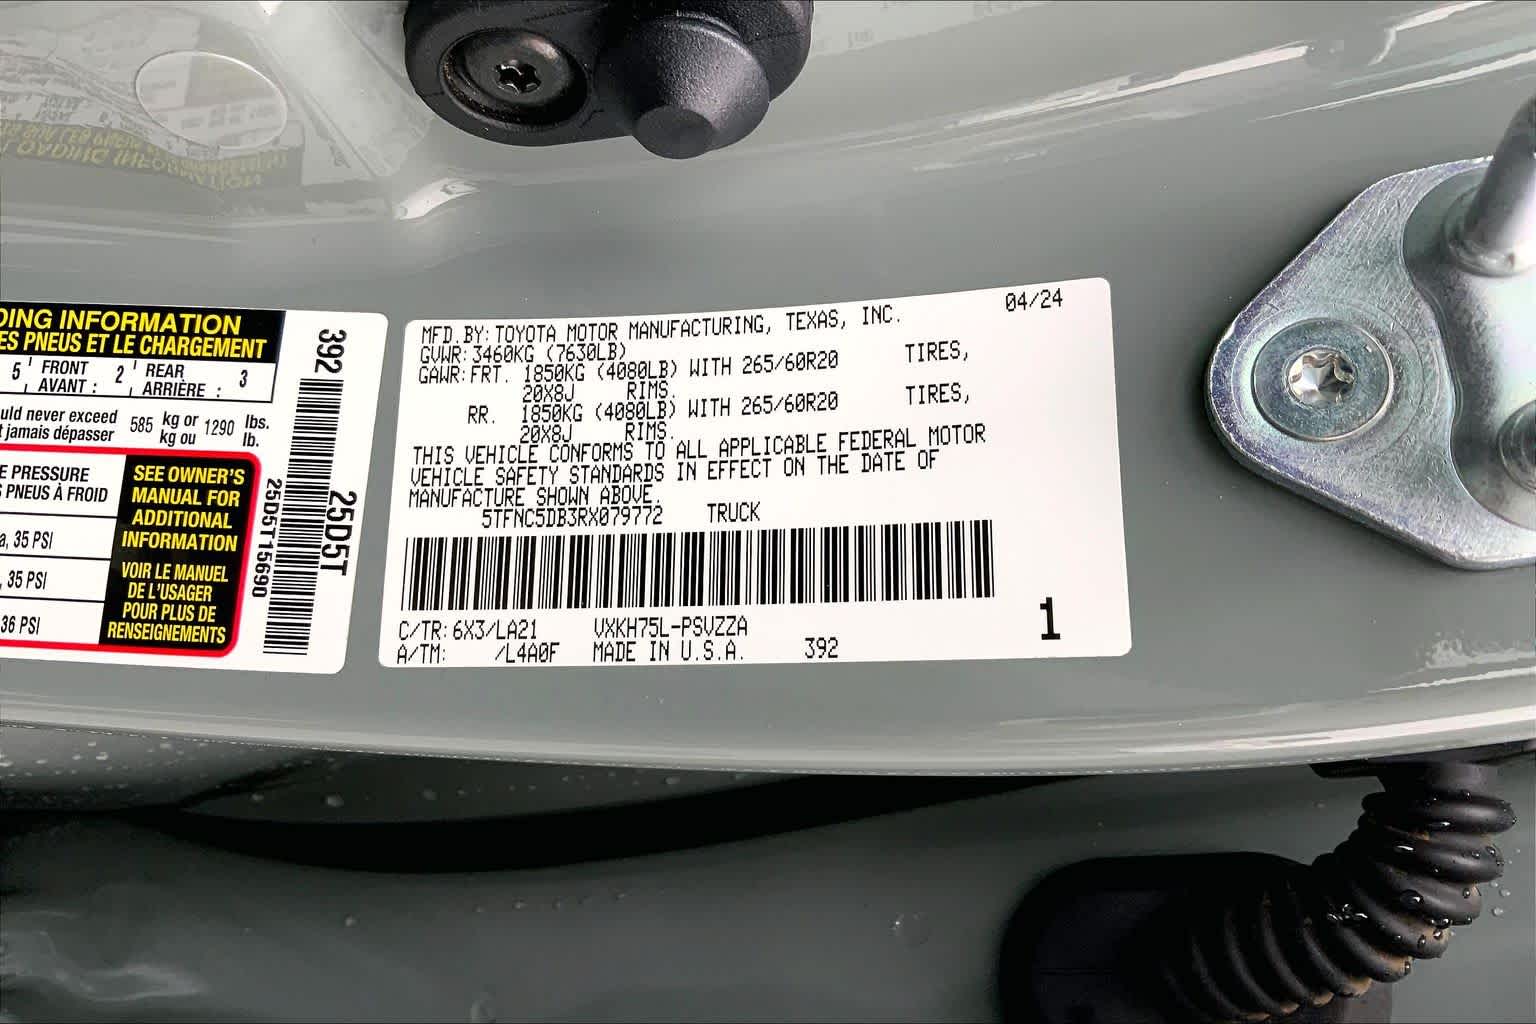 DING INFORMATION
ES PNEUS ET LE CHARGEMENT
5 FRONT AVANT : 2 REAR ARRIÈRE : 3
uld never exceed 585 kg or 1290 lbs.
t jamais dépasser kg ou lb.
E PRESSURE
S PNEUS À FROID
a, 35 PSI
, 35 PSI
36 PSI
SEE OWNER'S
MANUAL FOR
ADDITIONAL
INFORMATION
VOIR LE MANUEL
DE L'USAGER
POUR PLUS DE
RENSEIGNEMENTS
392
25D5T
25D5T15690
04/24
MFD.BY:TOYOTA MOTOR MANUFACTURING, TEXAS, INC.
GVWR:3460KG (7630LB)
GAWR:FRT. 1850KG (4080LB) WITH 265/60R20 TIRES,
20X8J RIMS.
RR. 1850KG (4080LB) WITH 265/60R20 TIRES,
20X8J RIMS.
THIS VEHICLE CONFORMS TO ALL APPLICABLE FEDERAL MOTOR
VEHICLE SAFETY STANDARDS IN EFFECT ON THE DATE OF
MANUFACTURE SHOWN ABOVE.
5TFNC5DB3RX079772 TRUCK
C/TR:6X3/LA21 VXKH75L-PSVZZA
A/TM: /L4A0F MADE IN U.S.A. 392
1